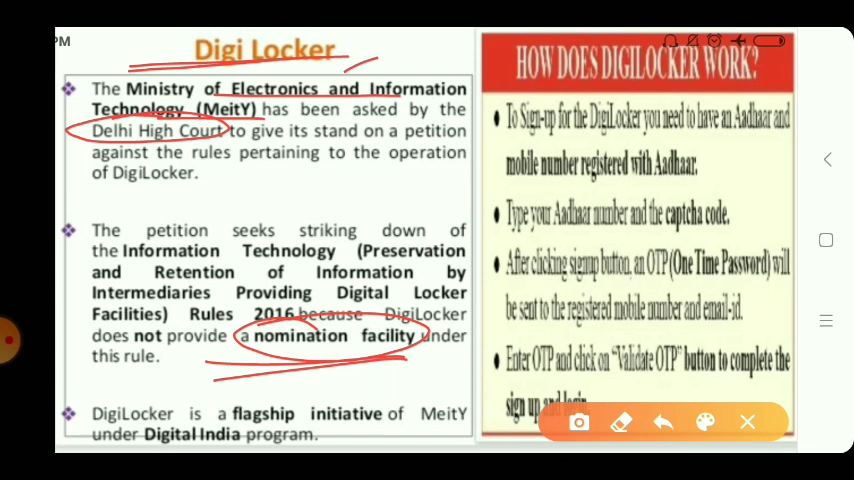 PM
Digi Locker
The Ministry of Electronics and Information
Technology (MeitY) has been asked by the
Delhi High Court to give its stand on a petition
against the rules pertaining to the operation
of DigiLocker.
The petition seeks striking down of
the Information Technology (Preservation
and Retention of Information by
Intermediaries Providing Digital Locker
Facilities) Rules 2016 because DigiLocker
does not provide a nomination facility under
this rule.
DigiLocker is a flagship initiative of MeitY
under Digital India program.
HOW DOES DIGILOCKER WORK?
To Sign-up for the DigiLocker you need to have an Aadhaar and
mobile number registered with Aadhaar.
Type your Aadhaar number and the captcha code.
After clicking signup button, an OTP (One Time Password) will
be sent to the registered mobile number and email-id.
Enter OTP and click on “Validate OTP” button to complete the
sign up and login.